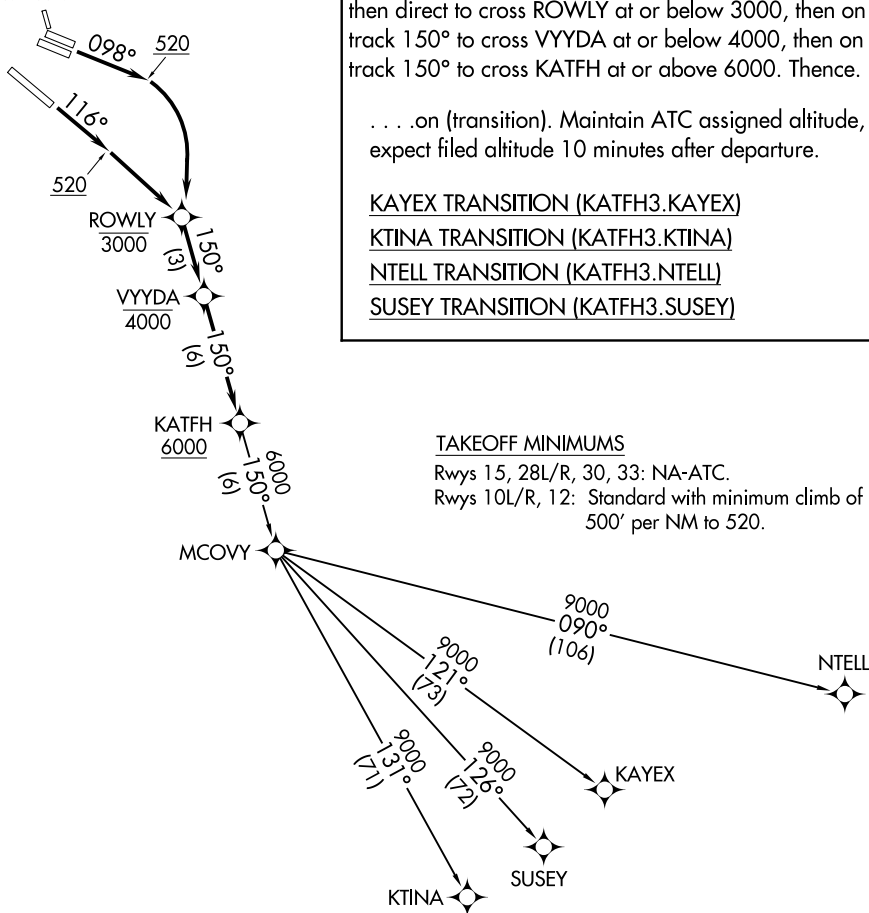 then direct to cross ROWLY at or below 3000, then on
track 150° to cross VYYDA at or below 4000, then on
track 150° to cross KATFH at or above 6000. Thence.
. . . .on (transition). Maintain ATC assigned altitude,
expect filed altitude 10 minutes after departure.
KAYEX TRANSITION (KATFH3.KAYEX)
KTINA TRANSITION (KATFH3.KTINA)
NTELL TRANSITION (KATFH3.NTELL)
SUSEY TRANSITION (KATFH3.SUSEY)
098°
520
116°
520
ROWLY
3000
150°
(3)
VYYDA
4000
150°
(6)
KATFH
6000
6000
150°
(6)
TAKEOFF MINIMUMS
Rwys 15, 28L/R, 30, 33: NA-ATC.
Rwys 10L/R, 12: Standard with minimum climb of
500' per NM to 520.
MCOVY
9000
090°
(106)
NTELL
9000
121°
(73)
KAYEX
9000
126°
(72)
SUSEY
9000
131°
(71)
KTINA